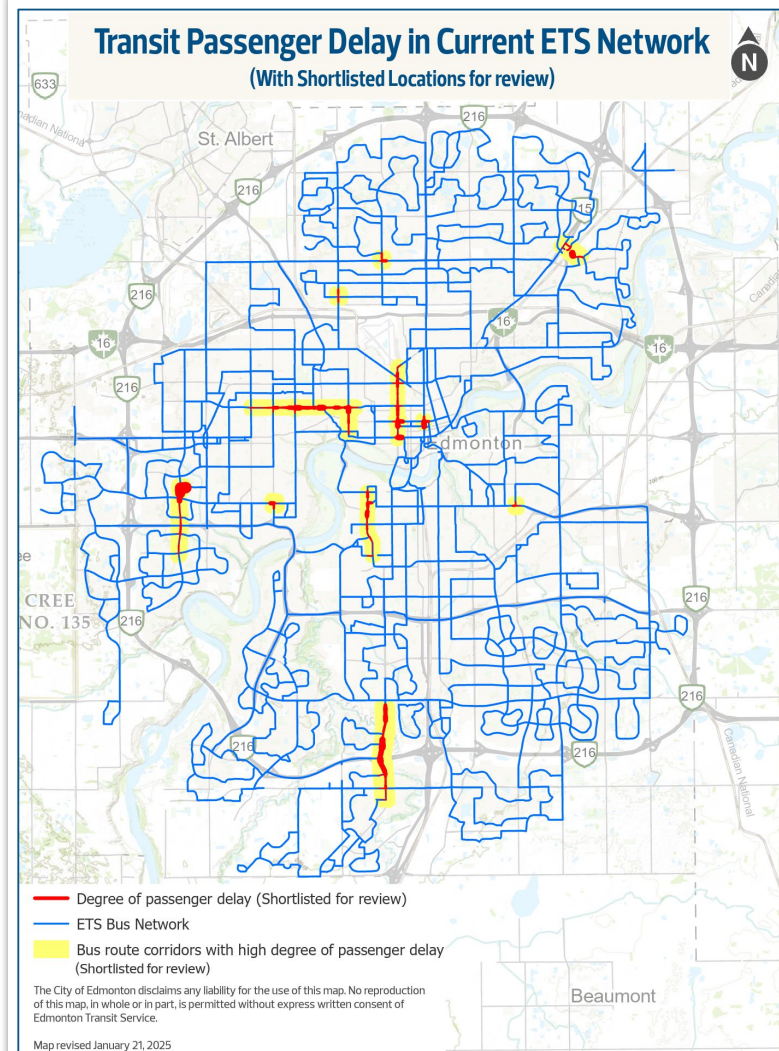 Transit Passenger Delay in Current ETS Network
(With Shortlisted Locations for review)
N
633
216
St. Albert
216
15
216
16
16
16
216
Edmonton
CREE
NO. 135
216
216
216
216
216
Canadian National
Degree of passenger delay (Shortlisted for review)
ETS Bus Network
Bus route corridors with high degree of passenger delay
(Shortlisted for review)
The City of Edmonton disclaims any liability for the use of this map. No reproduction
of this map, in whole or in part, is permitted without express written consent of
Edmonton Transit Service.
Beaumont
Map revised January 21, 2025